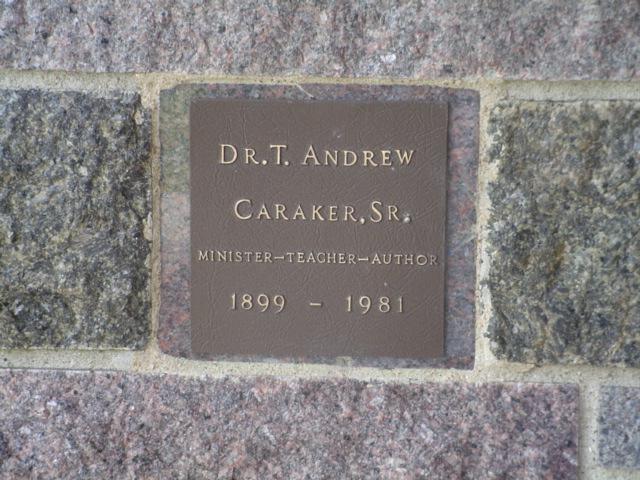 DR. T. ANDREW
CARAKER, SR.
MINISTER-TEACHER-AUTHOR
1899 - 1981